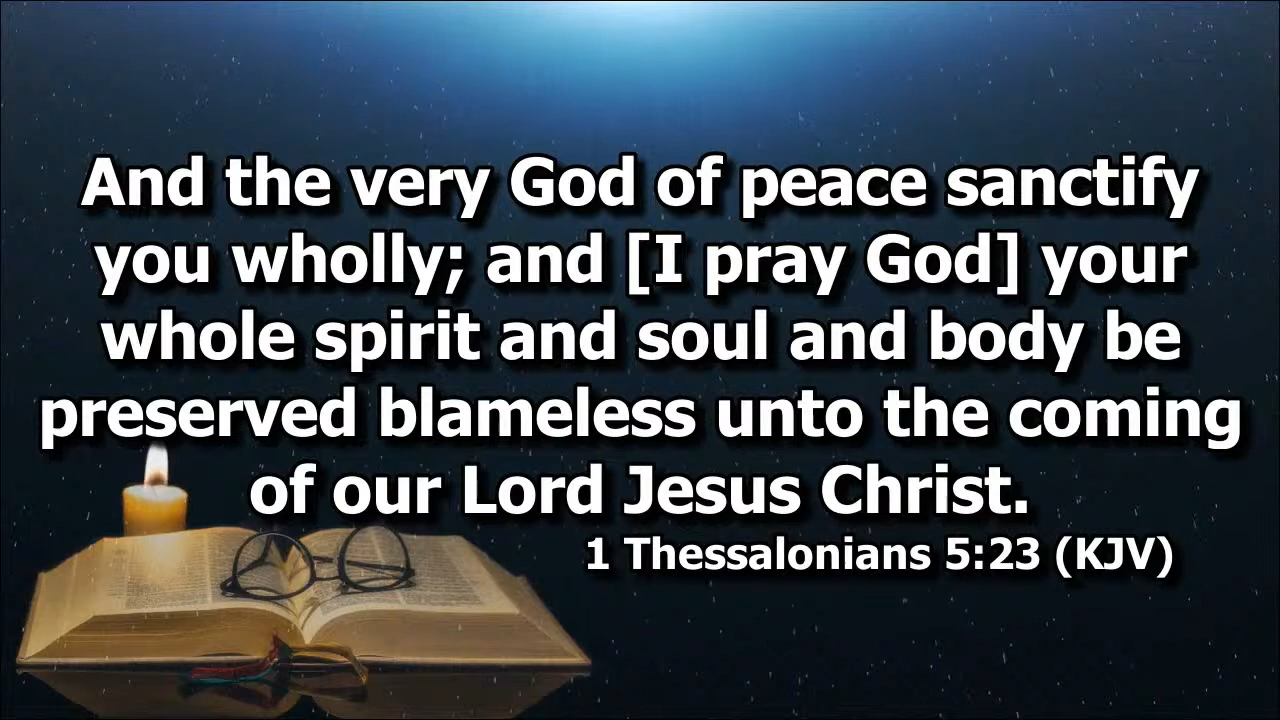 And the very God of peace sanctify
you wholly; and [I pray God] your
whole spirit and soul and body be
preserved blameless unto the coming
of our Lord Jesus Christ.
1 Thessalonians 5:23 (KJV)